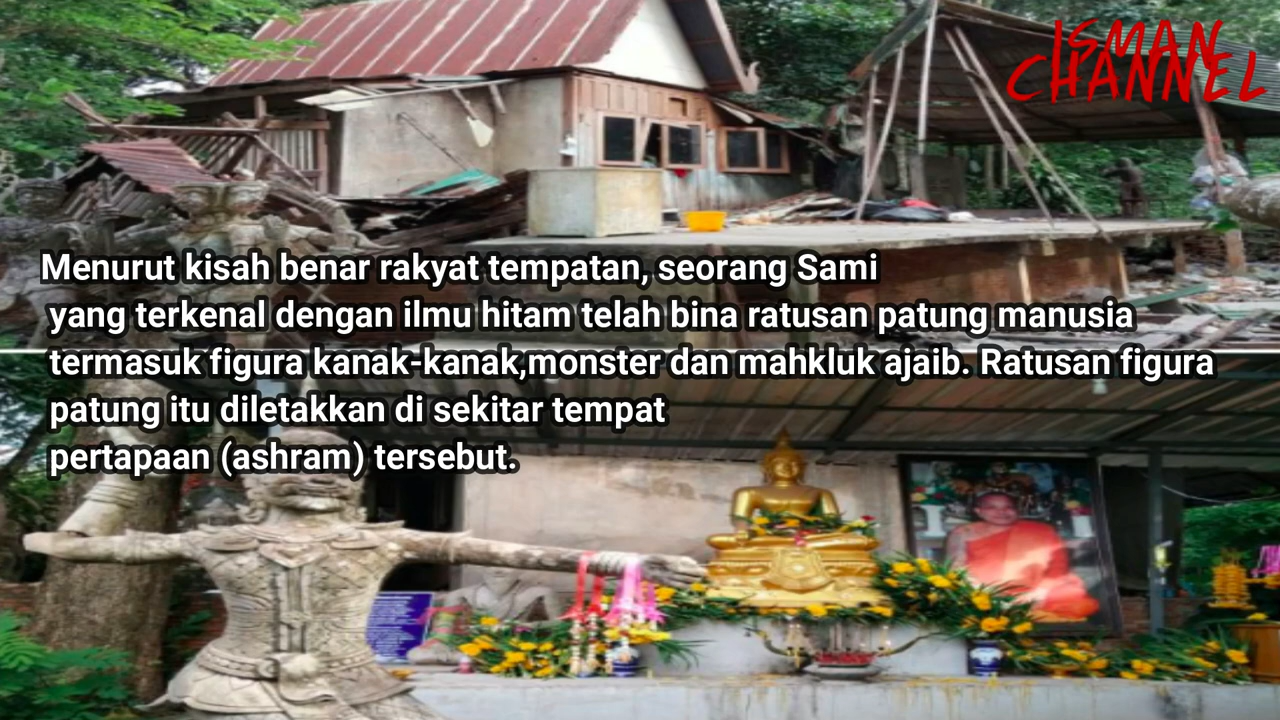 ISMAN
CHANNEL
Menurut kisah benar rakyat tempatan, seorang Sami
yang terkenal dengan ilmu hitam telah bina ratusan patung manusia
termasuk figura kanak-kanak,monster dan mahkluk ajaib. Ratusan figura
patung itu diletakkan di sekitar tempat
pertapaan (ashram) tersebut.